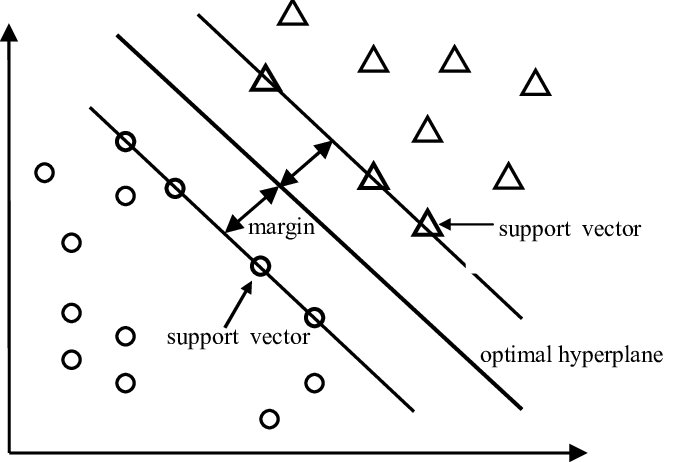 margin
support vector
support vector
optimal hyperplane